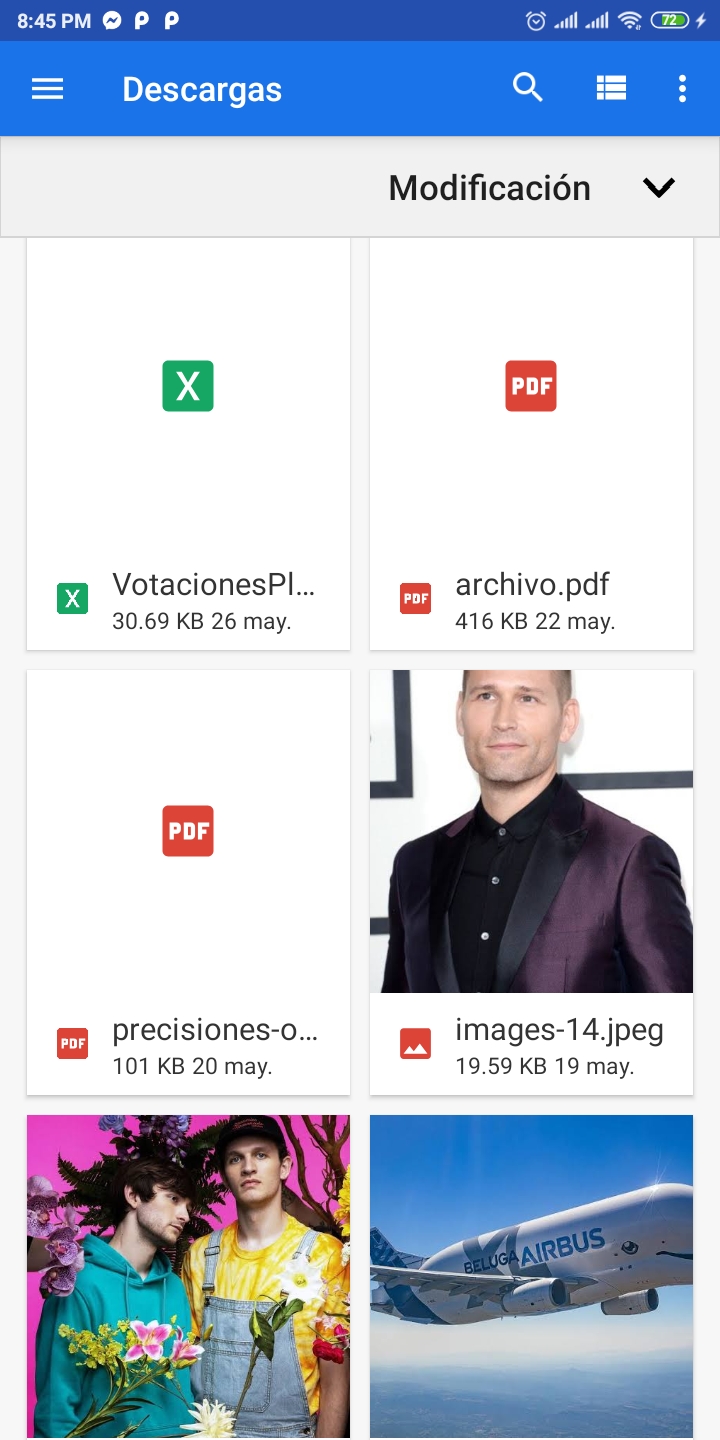 8:45 PM
72
Descargas
Modificación
X
PDF
X
VotacionesPl...
30.69 KB 26 may.
PDF
archivo.pdf
416 KB 22 may.
PDF
PDF
precisiones-o...
101 KB 20 may.
images-14.jpeg
19.59 KB 19 may.
BELUGA AIRBUS